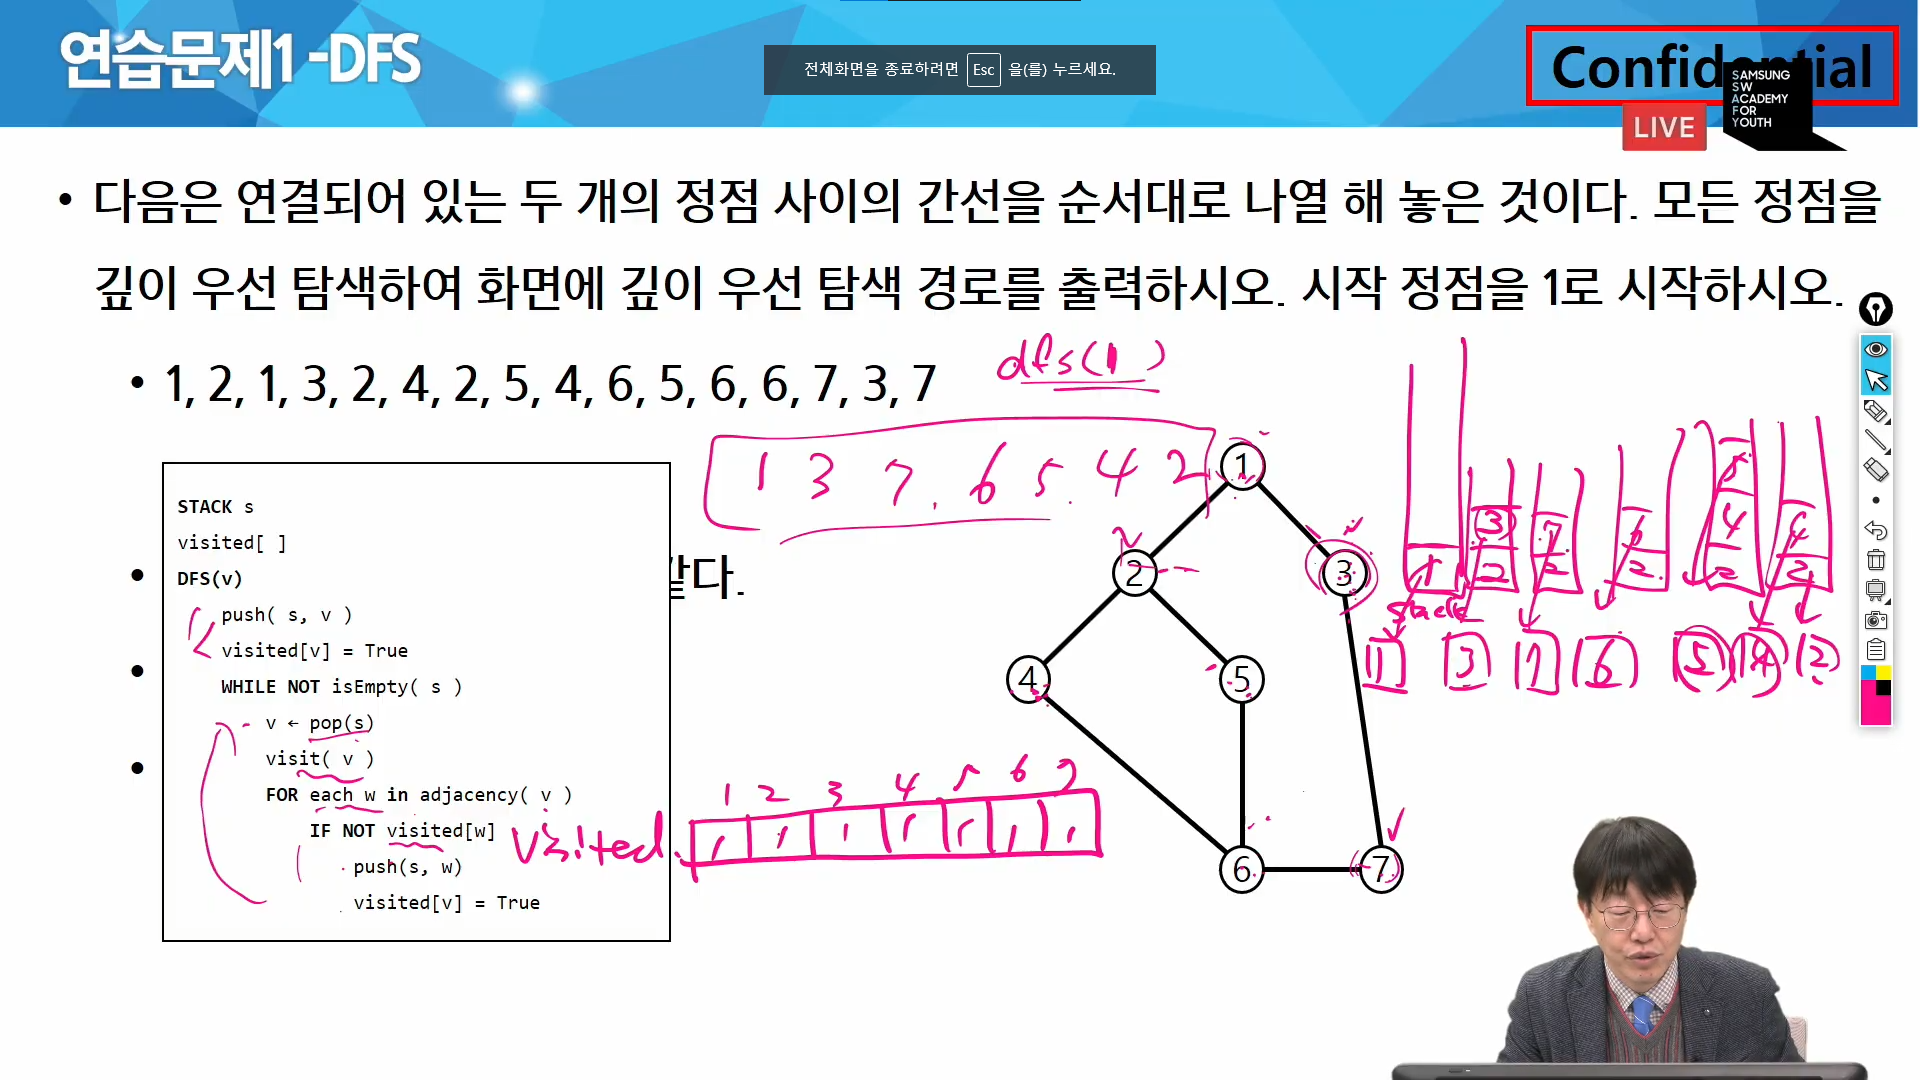 연습문제1 -DFS
전체화면을 종료하려면 Esc 을(를) 누르세요.
Confidential
SAMSUNG
SW
ACADEMY
FOR
YOUTH
LIVE
• 다음은 연결되어 있는 두 개의 정점 사이의 간선을 순서대로 나열 해 놓은 것이다. 모든 정점을
깊이 우선 탐색하여 화면에 깊이 우선 탐색 경로를 출력하시오. 시작 정점을 1로 시작하시오.
• 1, 2, 1, 3, 2, 4, 2, 5, 4, 6, 5, 6, 6, 7, 3, 7
dfs(1)
1 3 7. 6 5. 4 2
같다.
STACK s
visited[ ]
DFS(v)
push( s, v )
visited[v] = True
WHILE NOT isEmpty( s )
v ← pop(s)
visit( v )
FOR each w in adjacency( v )
IF NOT visited[w]
push(s, w)
visited[v] = True
1
2 3
4 5
6 7
1 2 3 4 5 6 7
visited.
1 1 1 1 1 1 1
3 7 6 4 4
1 2 2 2 2 2
stack
1 3 7 6 5 4 2